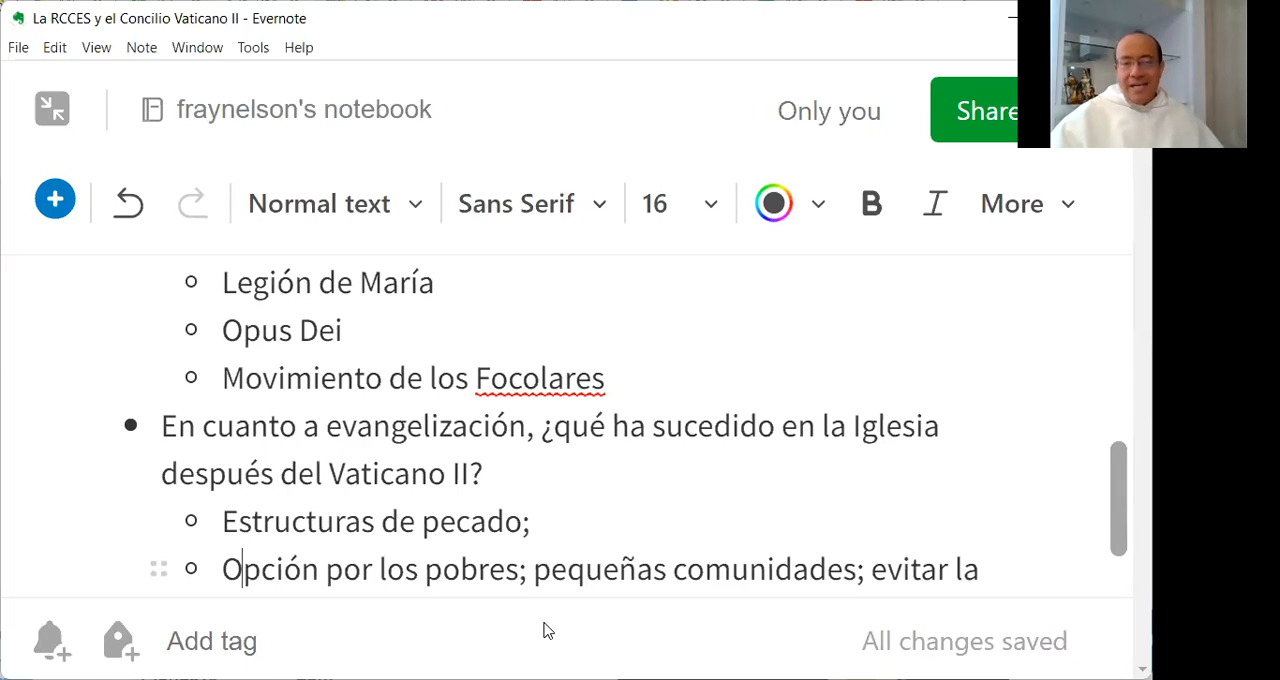 La RCCES y el Concilio Vaticano II - Evernote
File Edit View Note Window Tools Help
fraynelson's notebook
Only you
Share
Normal text
Sans Serif
16
B
I
More
Legión de María
Opus Dei
Movimiento de los Focolares
En cuanto a evangelización, ¿qué ha sucedido en la Iglesia
después del Vaticano II?
Estructuras de pecado;
Opción por los pobres; pequeñas comunidades; evitar la
Add tag
All changes saved